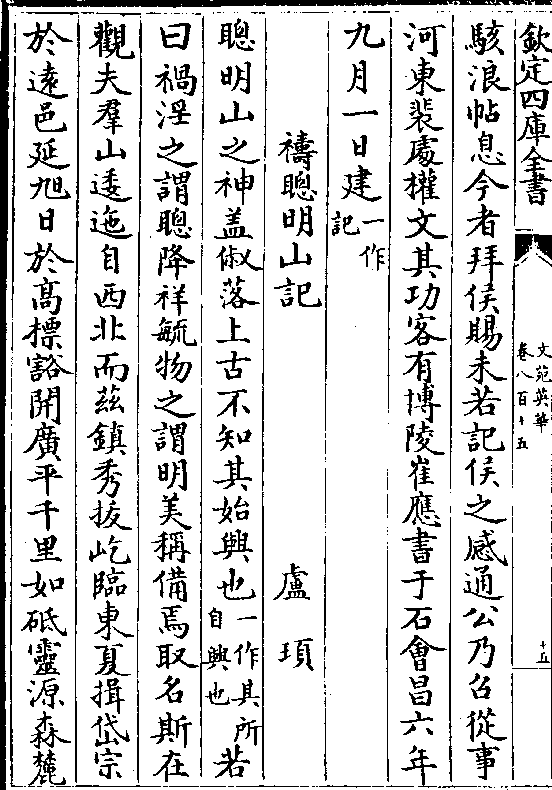 欽定四庫全書
文苑英華
卷八百十五
十五
駭浪帖息今者拜侯賜未若記侯之感通公乃召從事
河東裴處權文其功客有博陵崔應書于石會昌六年
九月一日建一作記
禱聰明山記
盧頊
聰明山之神盖俶落上古不知其始興也一作其所自興也若
曰禍淫之謂聰降祥毓物之謂明美稱備焉取名斯在
觀夫羣山逶迤自西北而玆鎮秀拔屹臨東夏揖岱宗
於遠邑延旭日於髙標豁開廣平千里如砥靈源森麓